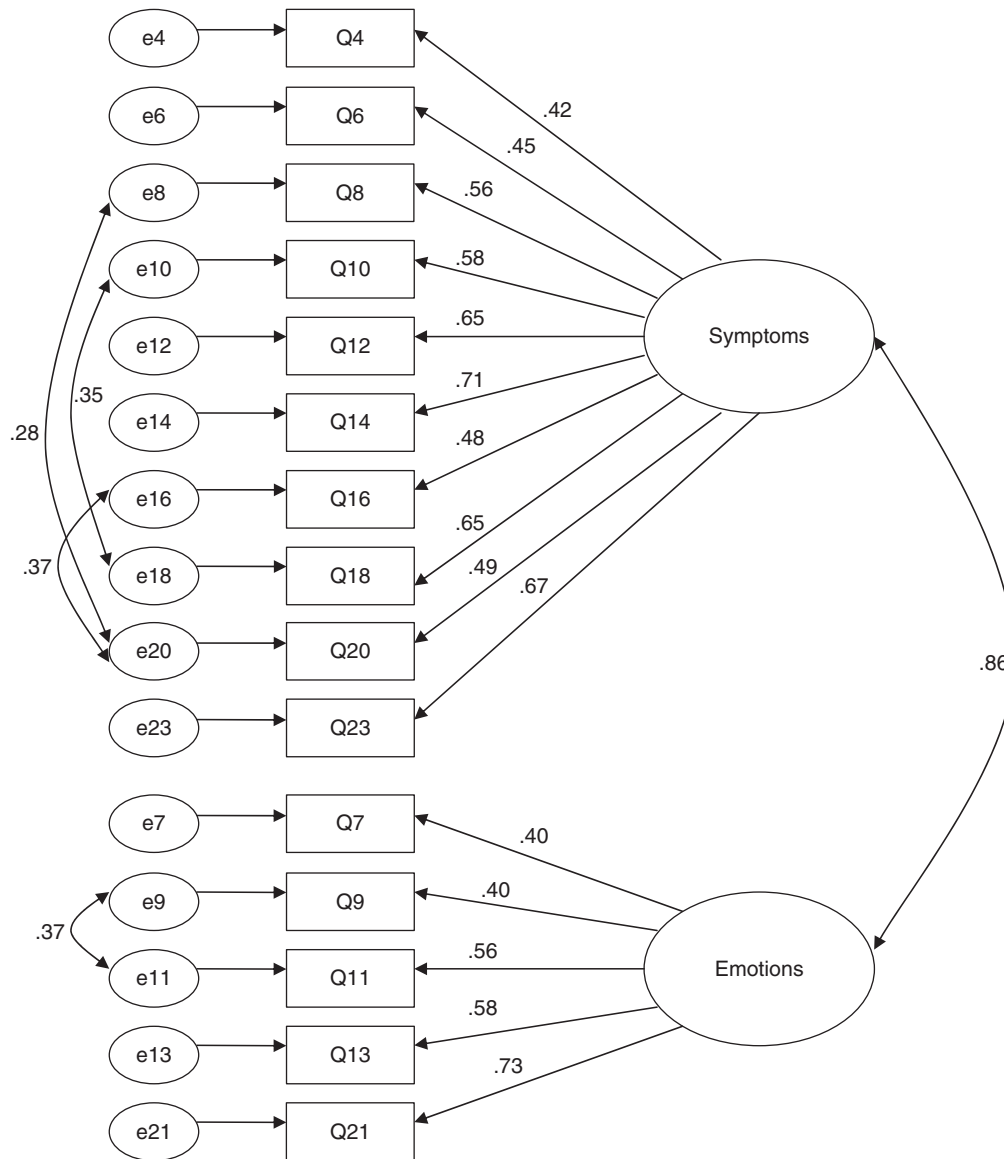 e4 Q4
.42
e6 Q6
.45
e8 Q8
.56
e10 Q10
.58
e12 Q12
.65
Symptoms
.71
.35
e14 Q14
.28
.48
e16 Q16
.65
.37
e18 Q18
.49
.67
e20 Q20
.86
e23 Q23
e7 Q7
.40
e9 Q9
.40
.37
.56
e11 Q11
Emotions
.58
e13 Q13
.73
e21 Q21